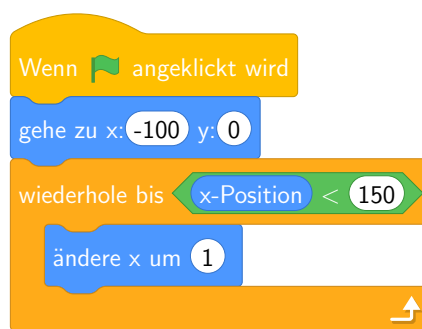 Wenn angeklickt wird
gehe zu x: -100 y: 0
wiederhole bis x-Position < 150
ändere x um 1